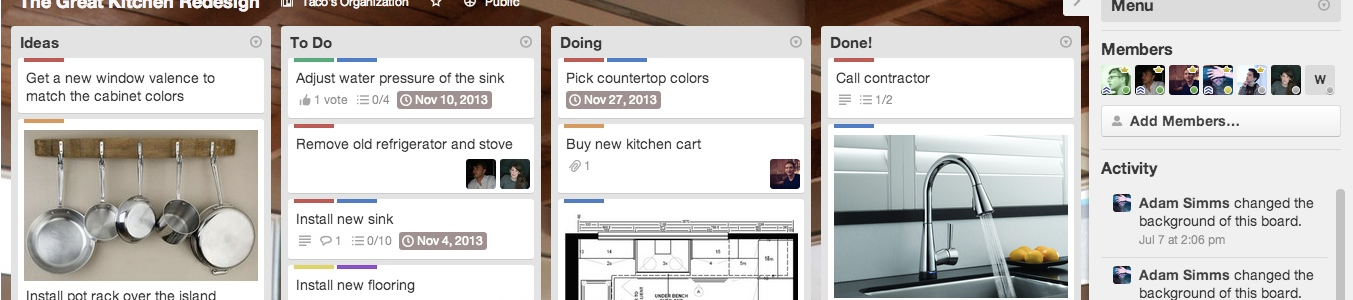 The Great Kitchen Redesign
Taco's Organization
Public
Ideas
Get a new window valence to
match the cabinet colors
Install pot rack over the island
To Do
Adjust water pressure of the sink
1 vote
0/4
Nov 10, 2013
Remove old refrigerator and stove
Install new sink
1
0/10
Nov 4, 2013
Install new flooring
Doing
Pick countertop colors
Nov 27, 2013
Buy new kitchen cart
1
UNDER BENCH
Done!
Call contractor
1/2
Menu
Members
W
Add Members…
Activity
Adam Simms changed the
background of this board.
Jul 7 at 2:06 pm
Adam Simms changed the
background of this board.